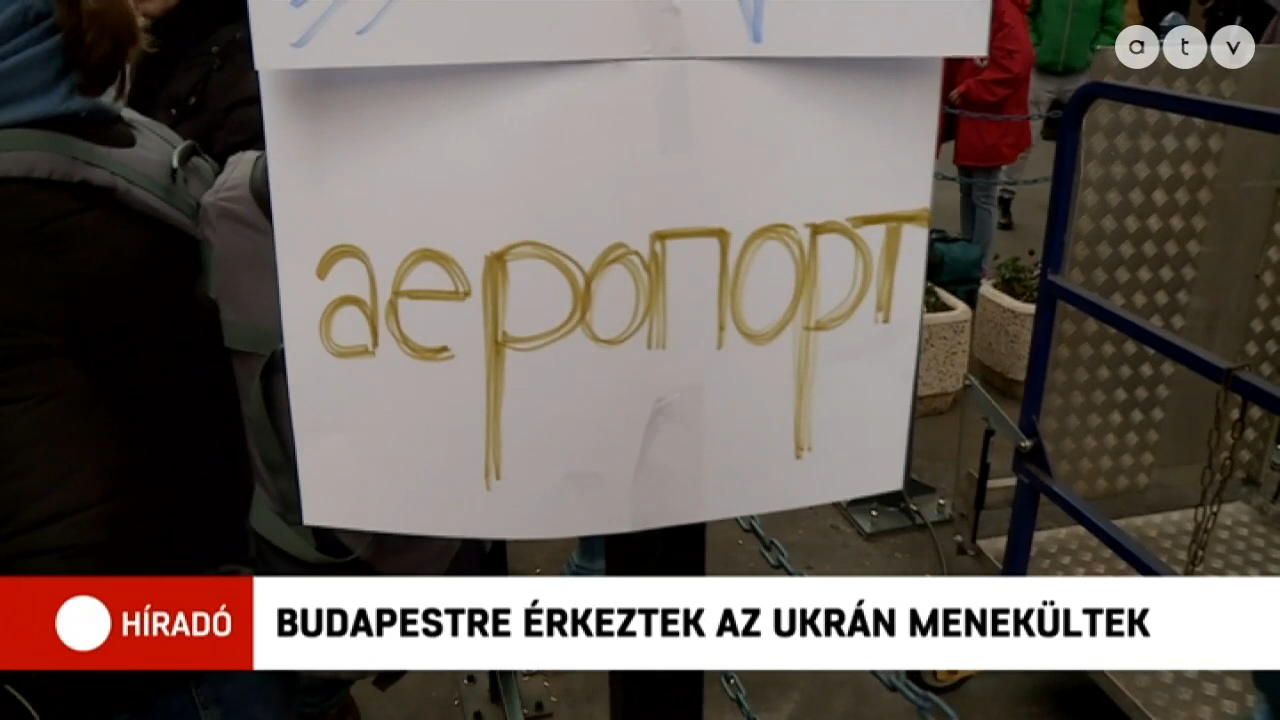 atv
аеропорт
HÍRADÓ
BUDAPESTRE ÉRKEZTEK AZ UKRÁN MENEKÜLTEK